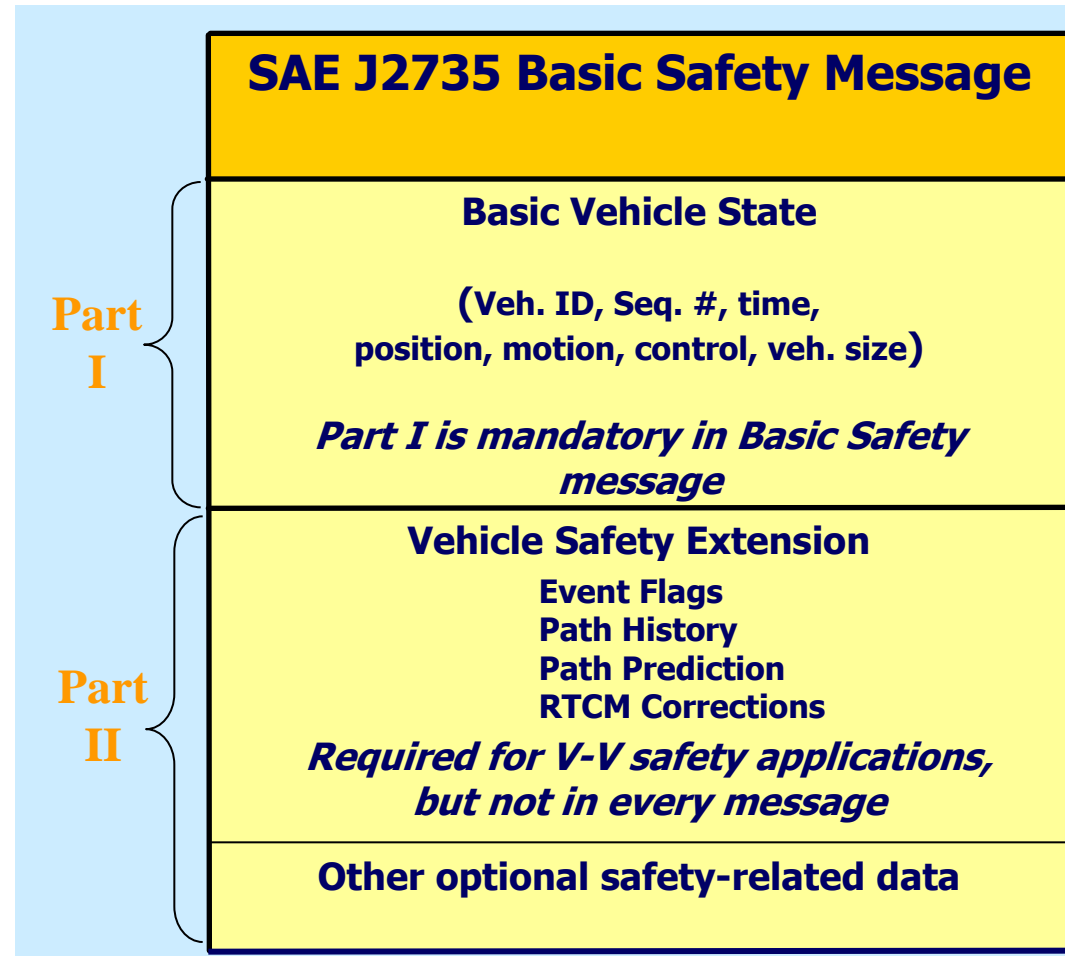 SAE J2735 Basic Safety Message
Part
I
Basic Vehicle State
(Veh. ID, Seq. #, time,
position, motion, control, veh. size)
Part I is mandatory in Basic Safety
message
Part
II
Vehicle Safety Extension
Event Flags
Path History
Path Prediction
RTCM Corrections
Required for V-V safety applications,
but not in every message
Other optional safety-related data